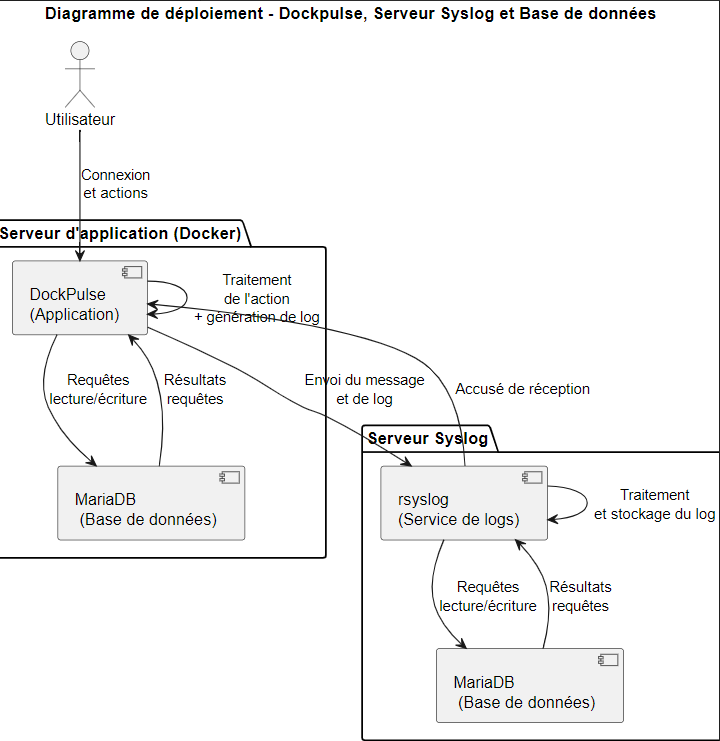 Diagramme de déploiement - Dockpulse, Serveur Syslog et Base de données
Utilisateur
Connexion
et actions
Serveur d'application (Docker)
DockPulse
(Application)
Traitement
de l'action
+ génération de log
Requêtes
lecture/écriture
Résultats
requêtes
Envoi du message
et de log
Accusé de réception
MariaDB
(Base de données)
Serveur Syslog
rsyslog
(Service de logs)
Traitement
et stockage du log
Requêtes
lecture/écriture
Résultats
requêtes
MariaDB
(Base de données)